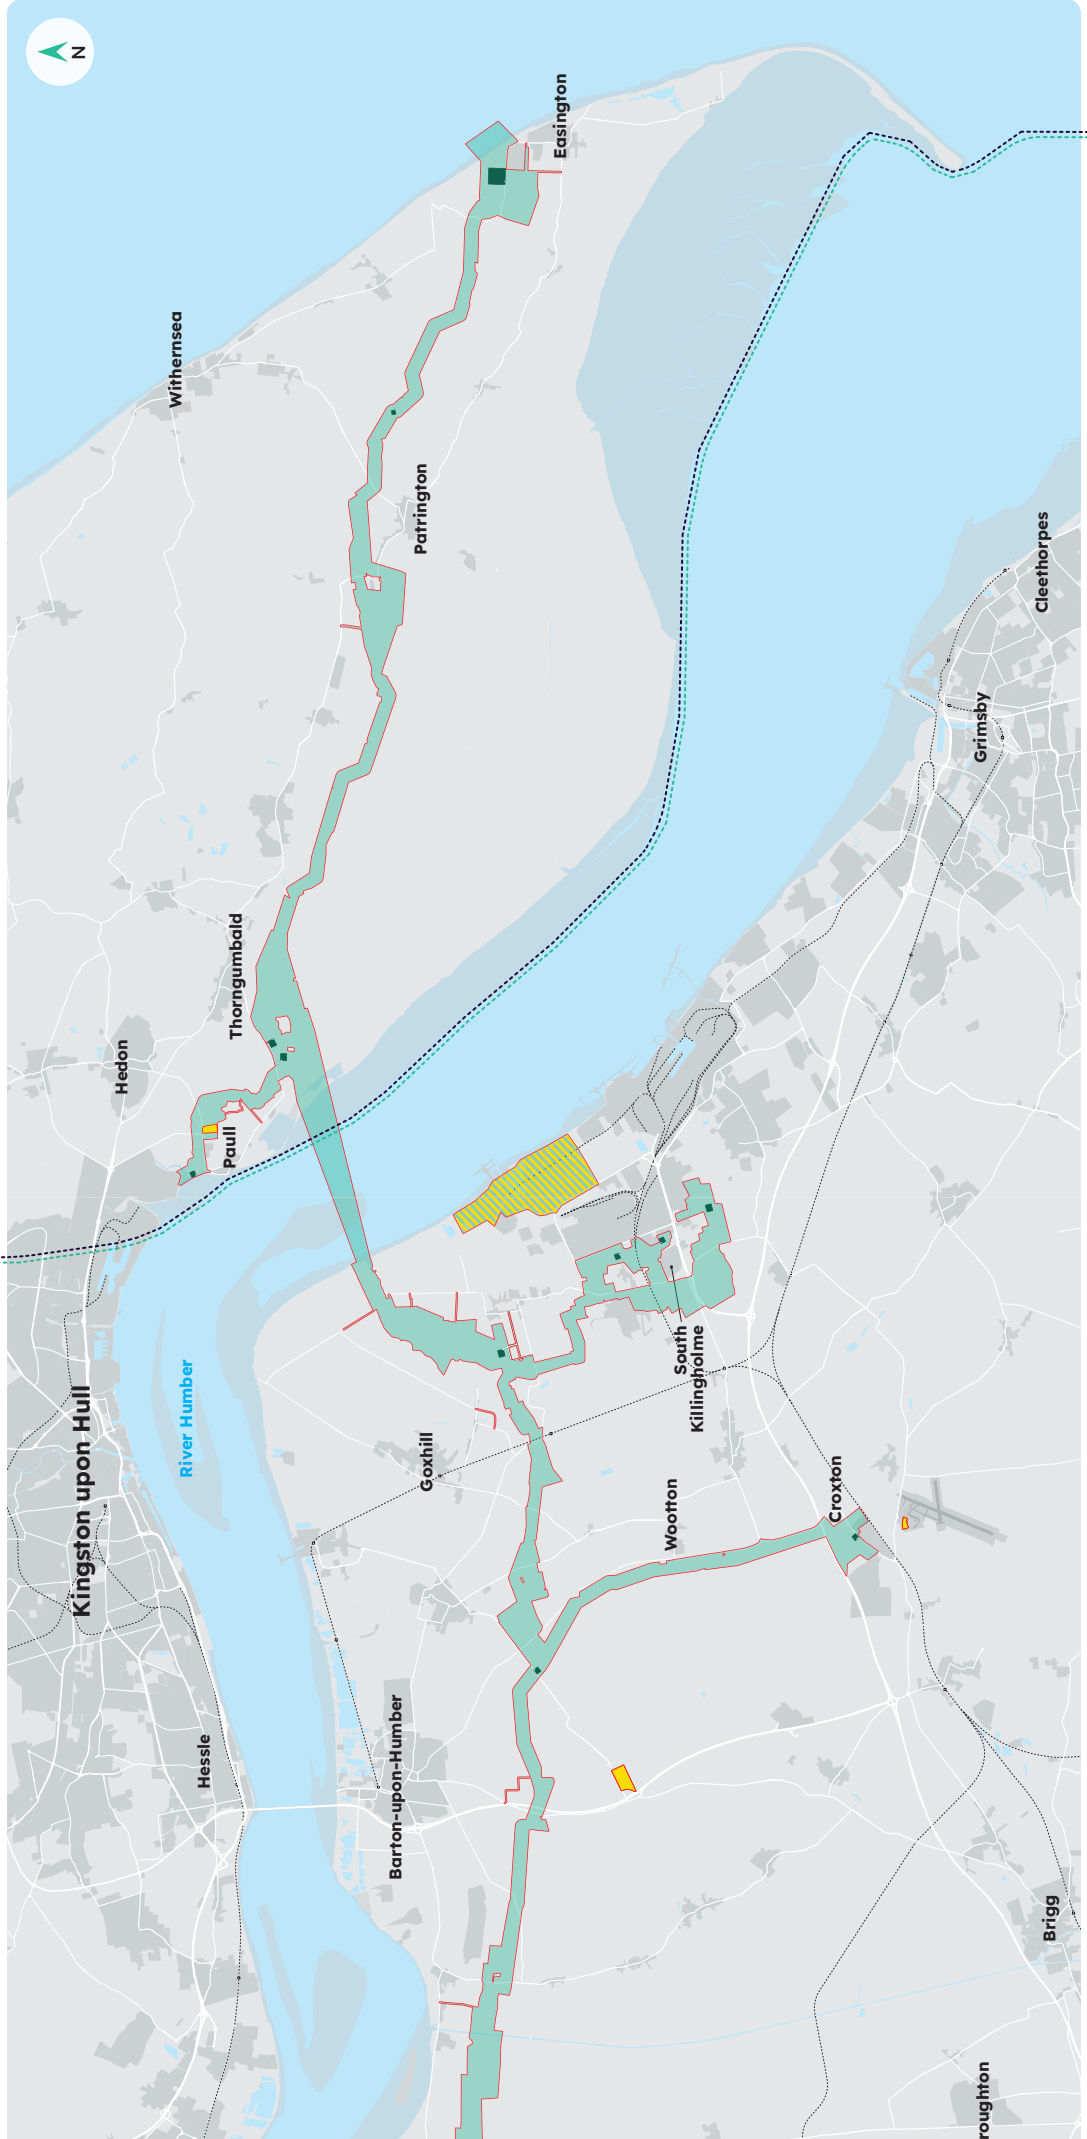 N
Easington
Withernsea
Patrington
Cleethorpes
Grimsby
Thorngumbald
Hedon
Paull
South
Killingholme
River Humber
Kingston upon Hull
Goxhill
Croxton
Wootton
Hessle
Barton-upon-Humber
Brigg
roughton